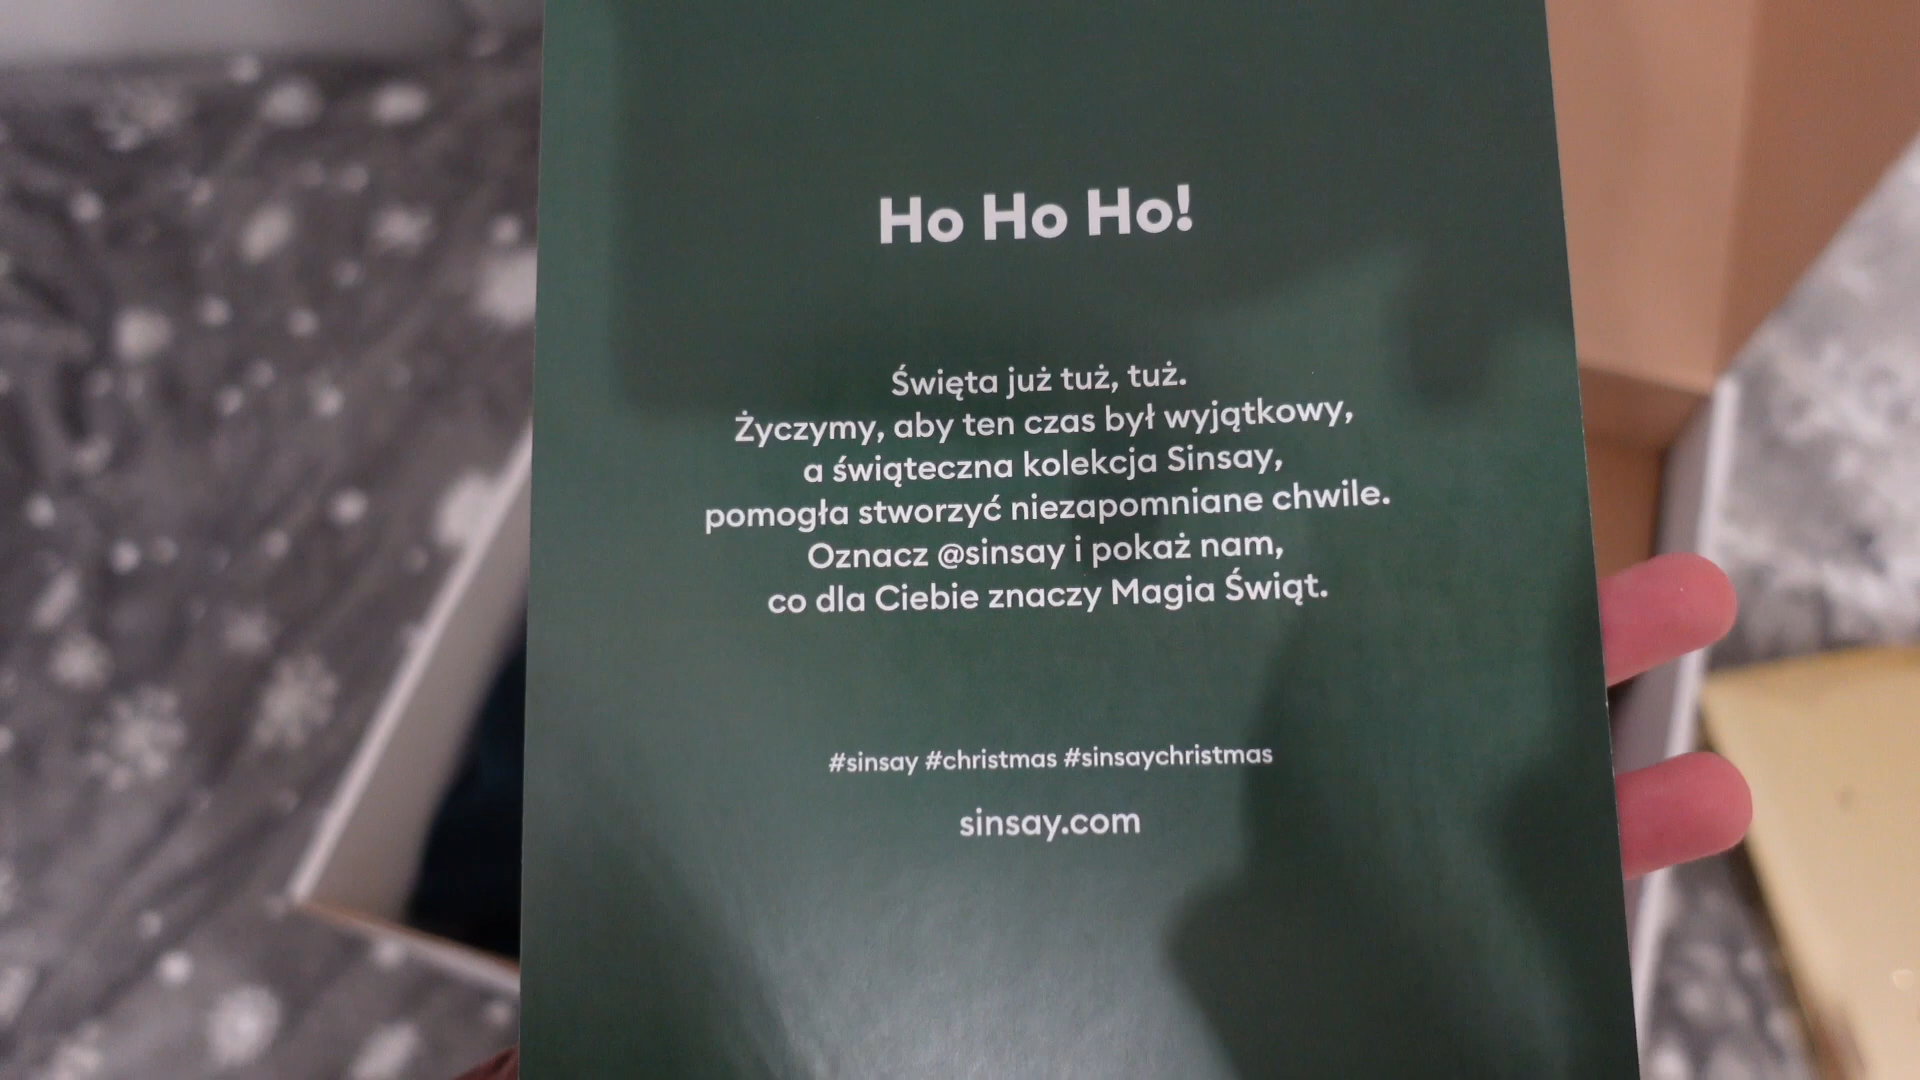 Ho Ho Ho!
Święta już tuż, tuż.
Życzymy, aby ten czas był wyjątkowy,
a świąteczna kolekcja Sinsay,
pomogła stworzyć niezapomniane chwile.
Oznacz @sinsay i pokaż nam,
co dla Ciebie znaczy Magia Świąt.
#sinsay #christmas #sinsaychristmas
sinsay.com